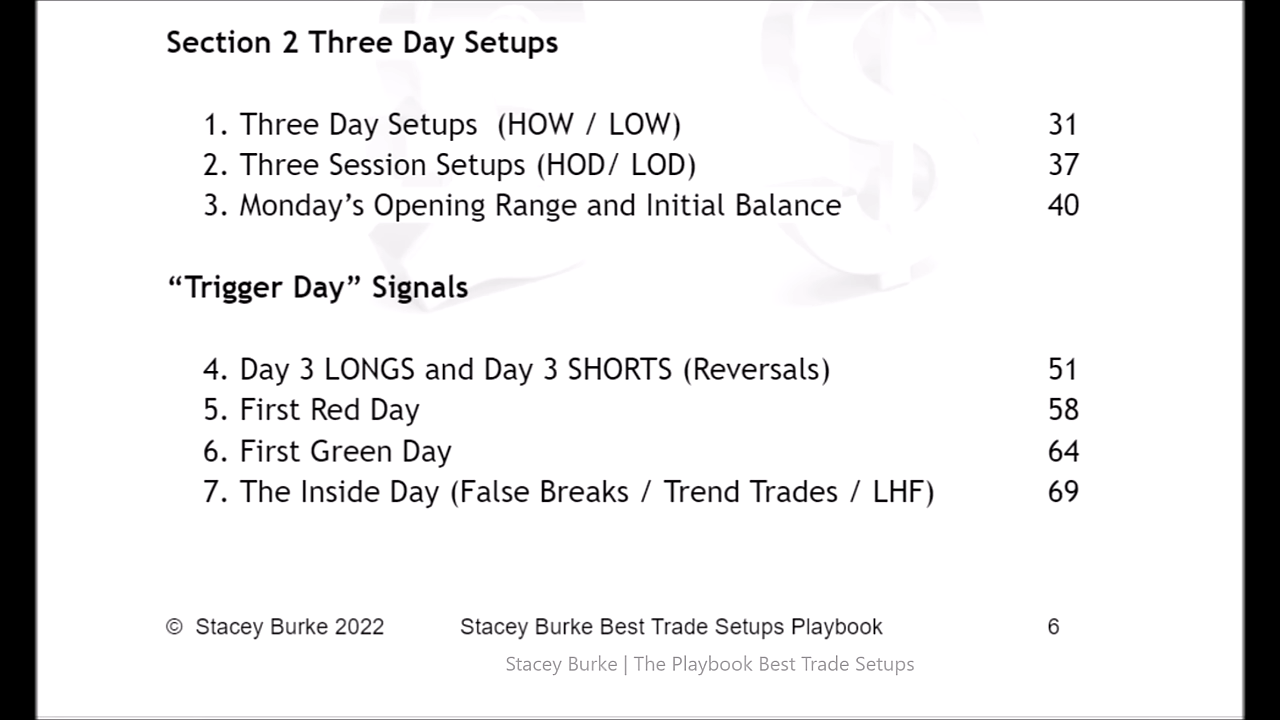 Section 2 Three Day Setups
1. Three Day Setups (HOW / LOW) 31
2. Three Session Setups (HOD/ LOD) 37
3. Monday’s Opening Range and Initial Balance 40
“Trigger Day” Signals
4. Day 3 LONGS and Day 3 SHORTS (Reversals) 51
5. First Red Day 58
6. First Green Day 64
7. The Inside Day (False Breaks / Trend Trades / LHF) 69
© Stacey Burke 2022 Stacey Burke Best Trade Setups Playbook 6
Stacey Burke | The Playbook Best Trade Setups